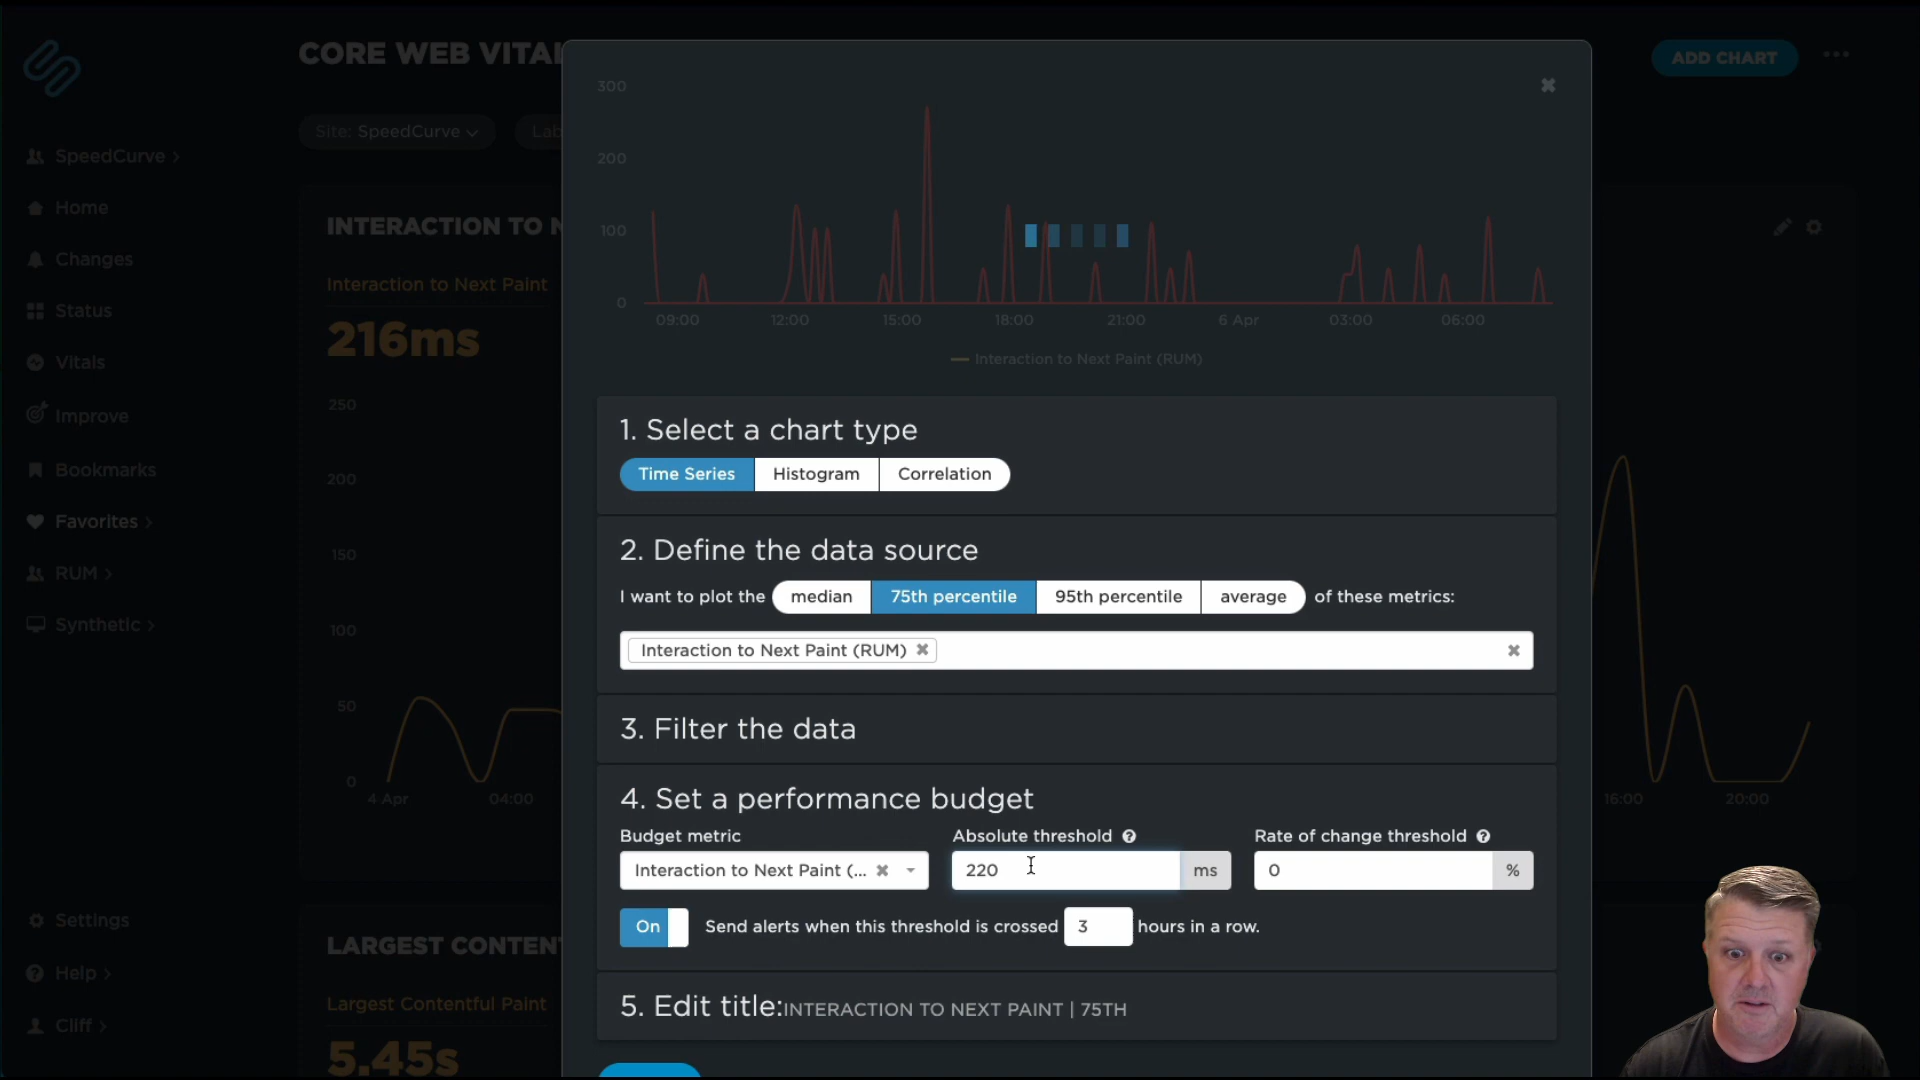 CORE WEB VITAL
ADD CHART
Site: SpeedCurve
Lab
SpeedCurve
Home
Changes
Status
Vitals
Improve
Bookmarks
Favorites
RUM
Synthetic
Settings
Help
Cliff
INTERACTION TO N
Interaction to Next Paint
216ms
250
200
150
100
50
0
4 Apr
04:00
16:00
20:00
LARGEST CONTENT
Largest Contentful Paint
5.45s
300
200
100
0
09:00
12:00
15:00
18:00
21:00
6 Apr
03:00
06:00
Interaction to Next Paint (RUM)
1. Select a chart type
Time Series
Histogram
Correlation
2. Define the data source
I want to plot the median 75th percentile 95th percentile average of these metrics:
Interaction to Next Paint (RUM)
3. Filter the data
4. Set a performance budget
Budget metric
Absolute threshold
Rate of change threshold
Interaction to Next Paint (...
220
ms
0
%
On
Send alerts when this threshold is crossed 3 hours in a row.
5. Edit title:INTERACTION TO NEXT PAINT | 75TH